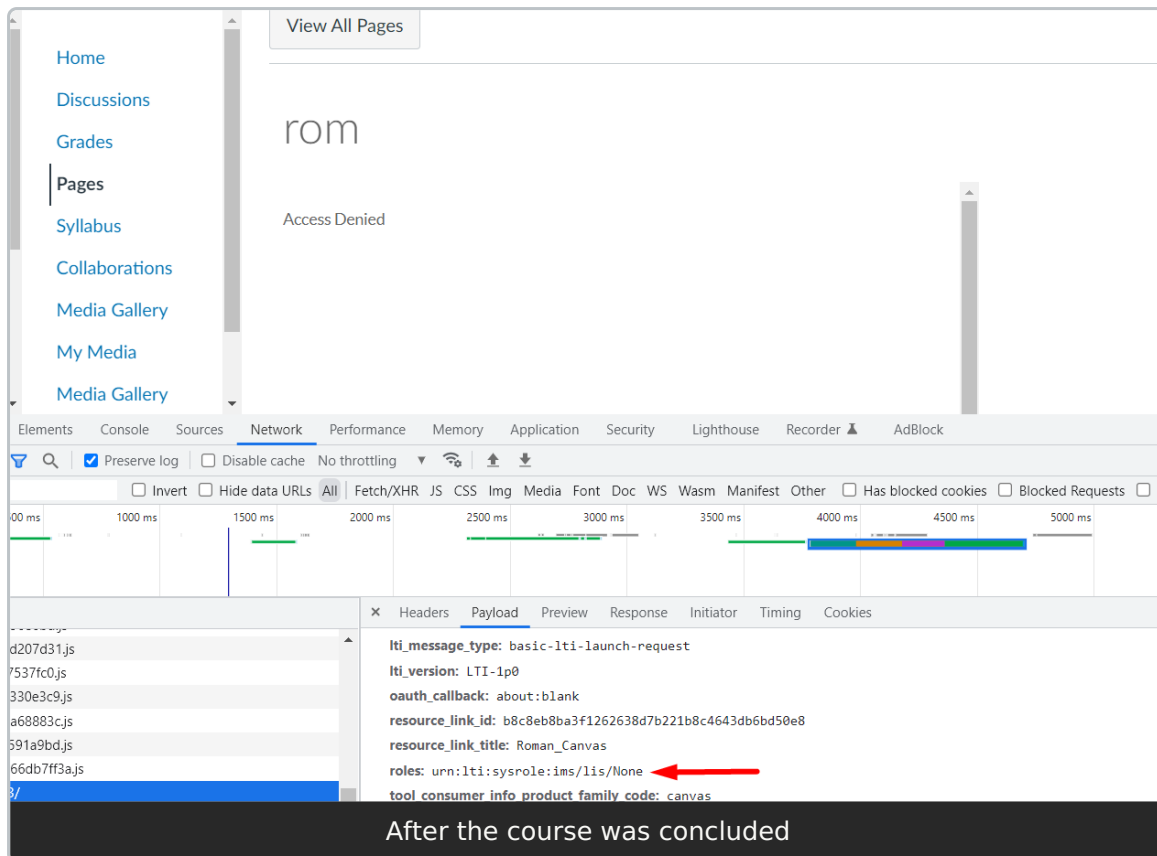 View All Pages
Home
Discussions
Grades
Pages
Syllabus
Collaborations
Media Gallery
My Media
Media Gallery
rom
Access Denied
Elements Console Sources Network Performance Memory Application Security Lighthouse Recorder AdBlock
Preserve log Disable cache No throttling
Invert Hide data URLs All Fetch/XHR JS CSS Img Media Font Doc WS Wasm Manifest Other Has blocked cookies Blocked Requests
00 ms 1000 ms 1500 ms 2000 ms 2500 ms 3000 ms 3500 ms 4000 ms 4500 ms 5000 ms
× Headers Payload Preview Response Initiator Timing Cookies
d207d31.js
7537fc0.js
330e3c9.js
a68883c.js
591a9bd.js
66db7ff3a.js
3/
lti_message_type: basic-lti-launch-request
lti_version: LTI-1p0
oauth_callback: about:blank
resource_link_id: b8c8eb8ba3f1262638d7b221b8c4643db6bd50e8
resource_link_title: Roman_Canvas
roles: urn:lti:sysrole:ims/lis/None
tool_consumer_info_product_family_code: canvas
After the course was concluded